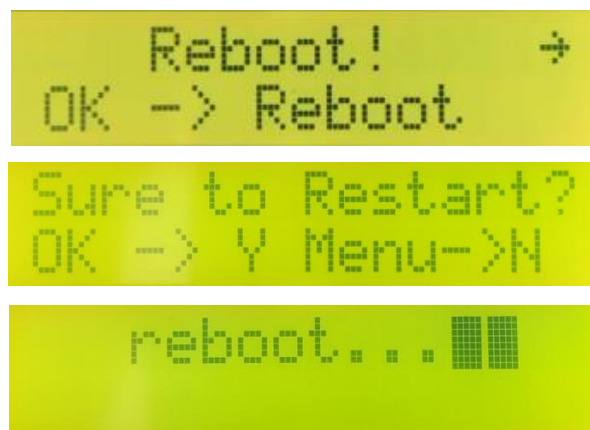 Reboot! →
OK -> Reboot
Sure to Restart?
OK -> Y Menu->N
reboot...██